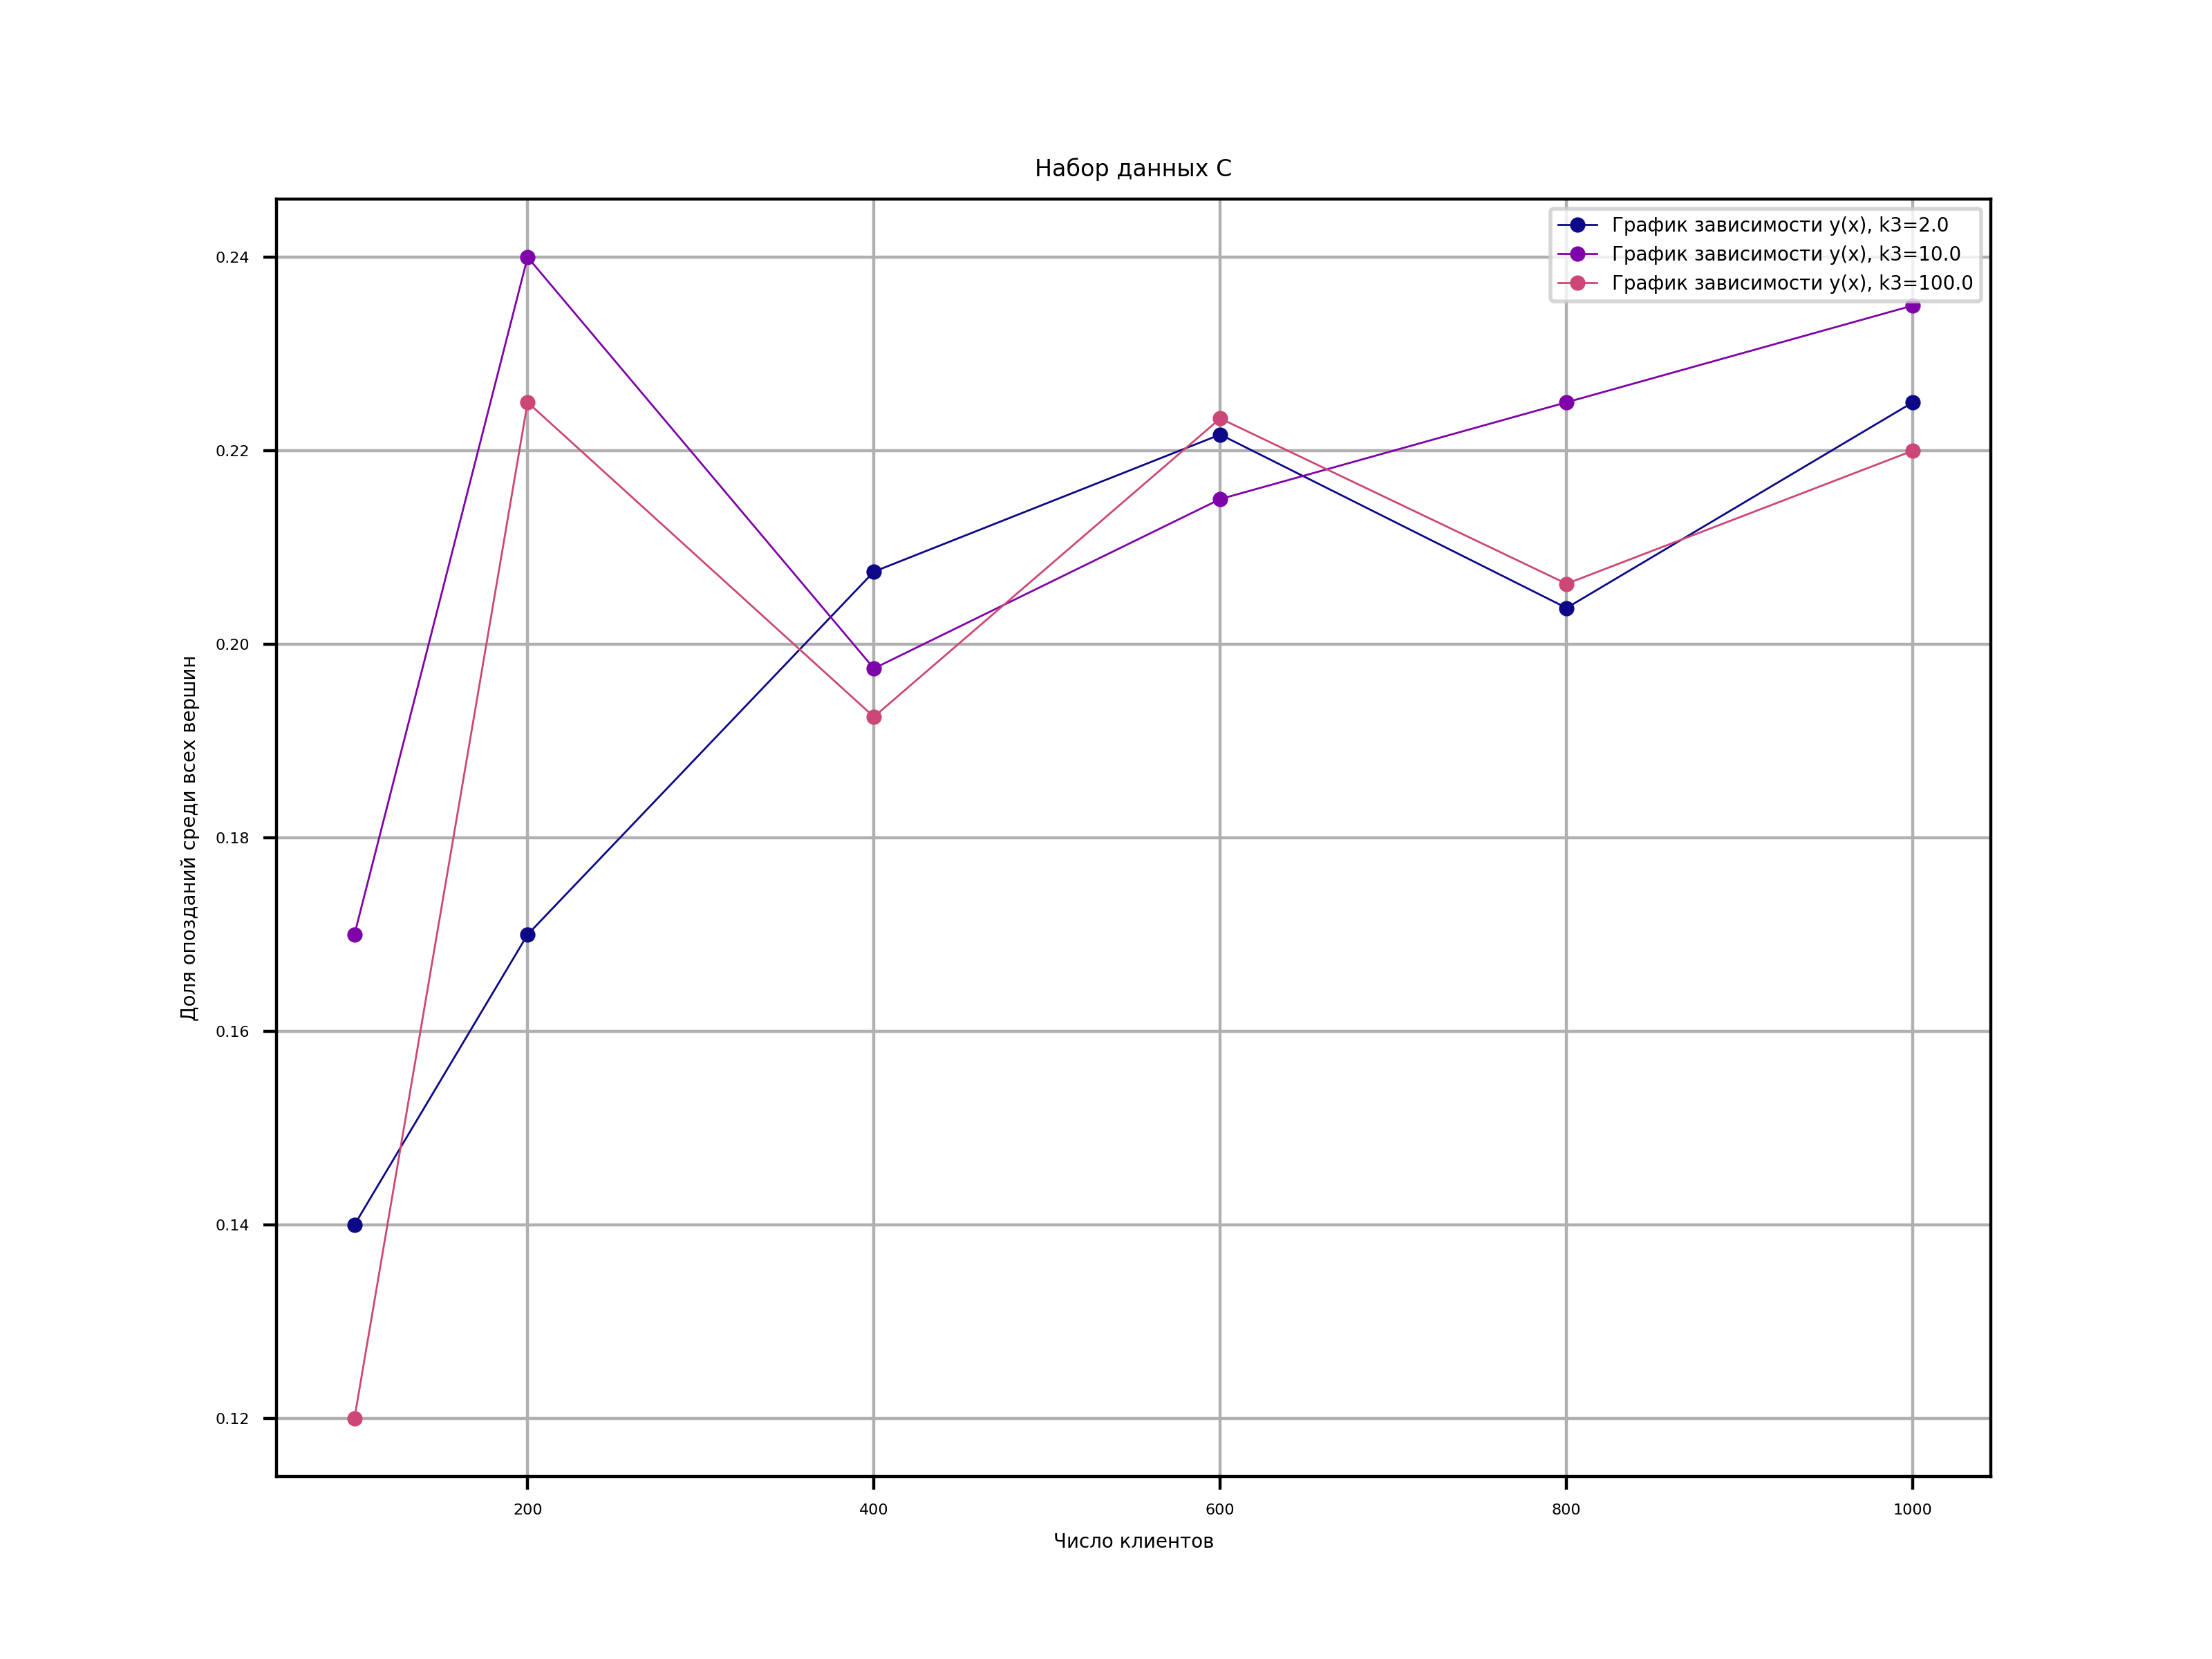 Набор данных C
График зависимости y(x), k3=2.0
График зависимости y(x), k3=10.0
График зависимости y(x), k3=100.0
Доля опозданий среди всех вершин
0.24
0.22
0.20
0.18
0.16
0.14
0.12
200 400 600 800 1000
Число клиентов